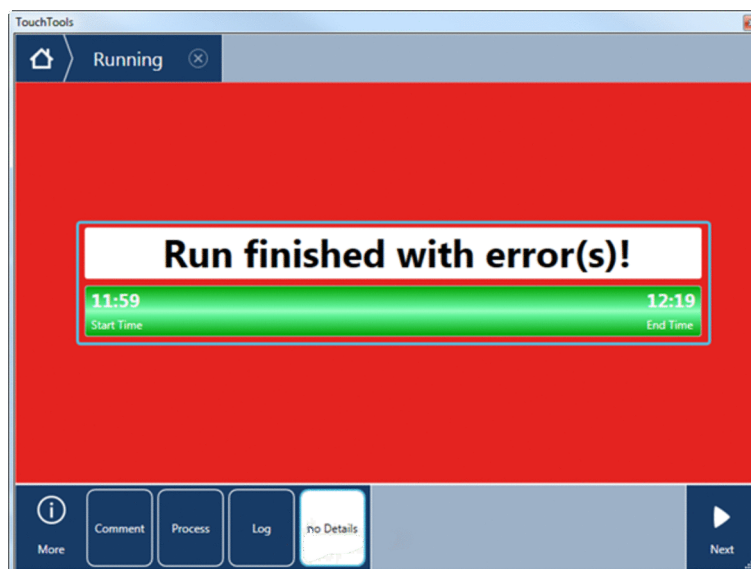 TouchTools
Running
Run finished with error(s)!
11:59 12:19
Start Time End Time
Comment Process Log no Details
More Next